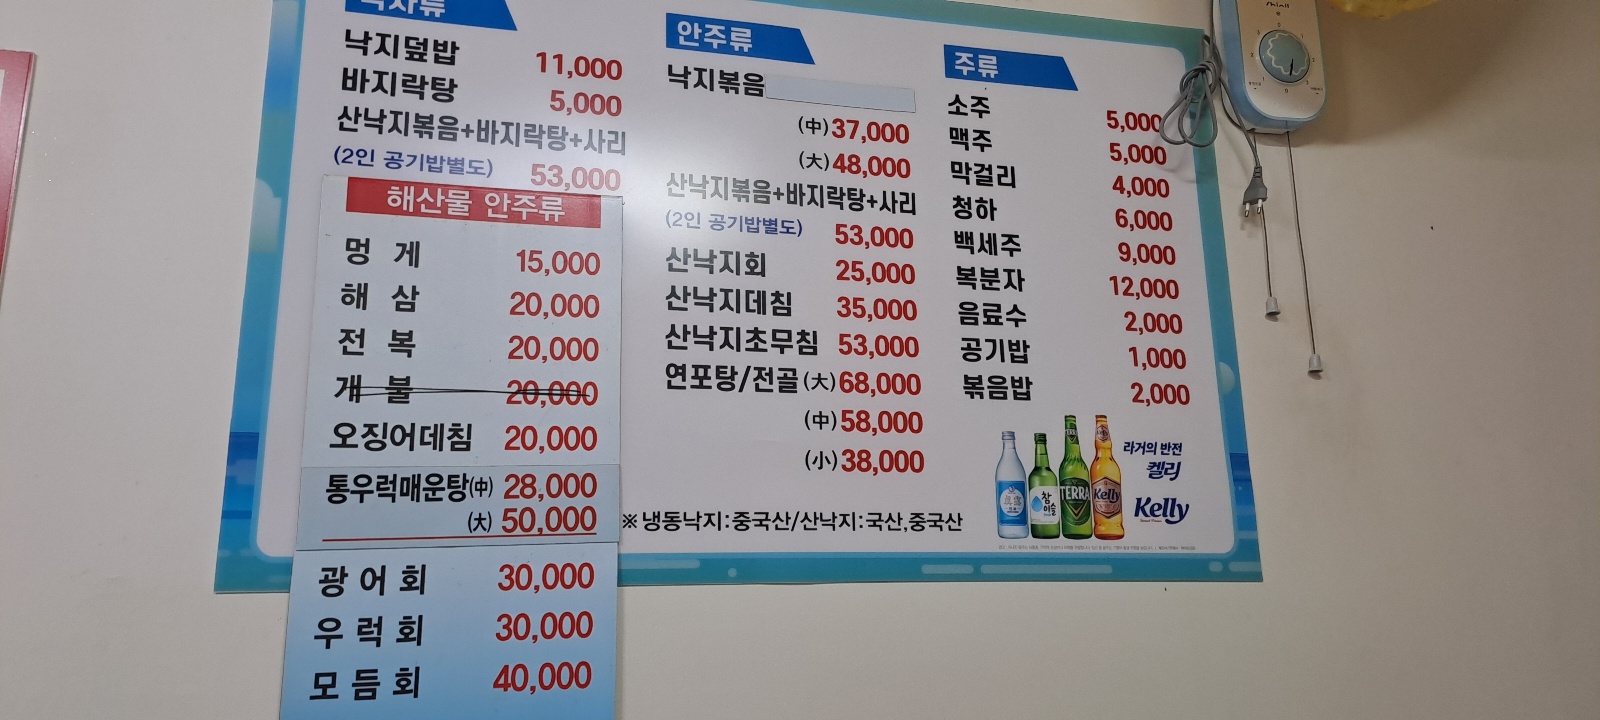 식사류
낙지덮밥 11,000
바지락탕 5,000
산낙지볶음+바지락탕+사리
(2인 공기밥별도) 53,000
해산물 안주류
멍 게 15,000
해 삼 20,000
전 복 20,000
개 불 20,000
오징어데침 20,000
통우럭매운탕(中) 28,000
(大) 50,000
광 어 회 30,000
우 럭 회 30,000
모 듬 회 40,000
안주류
낙지볶음
(中) 37,000
(大) 48,000
산낙지볶음+바지락탕+사리
(2인 공기밥별도) 53,000
산낙지회 25,000
산낙지데침 35,000
산낙지초무침 53,000
연포탕/전골 (大) 68,000
(中) 58,000
(小) 38,000
※냉동낙지:중국산/산낙지:국산,중국산
주류
소주 5,000
맥주 5,000
막걸리 4,000
청하 6,000
백세주 9,000
복분자 12,000
음료수 2,000
공기밥 1,000
볶음밥 2,000
참이슬
TERRA
Kelly
라거의 반전
켈리
Kelly